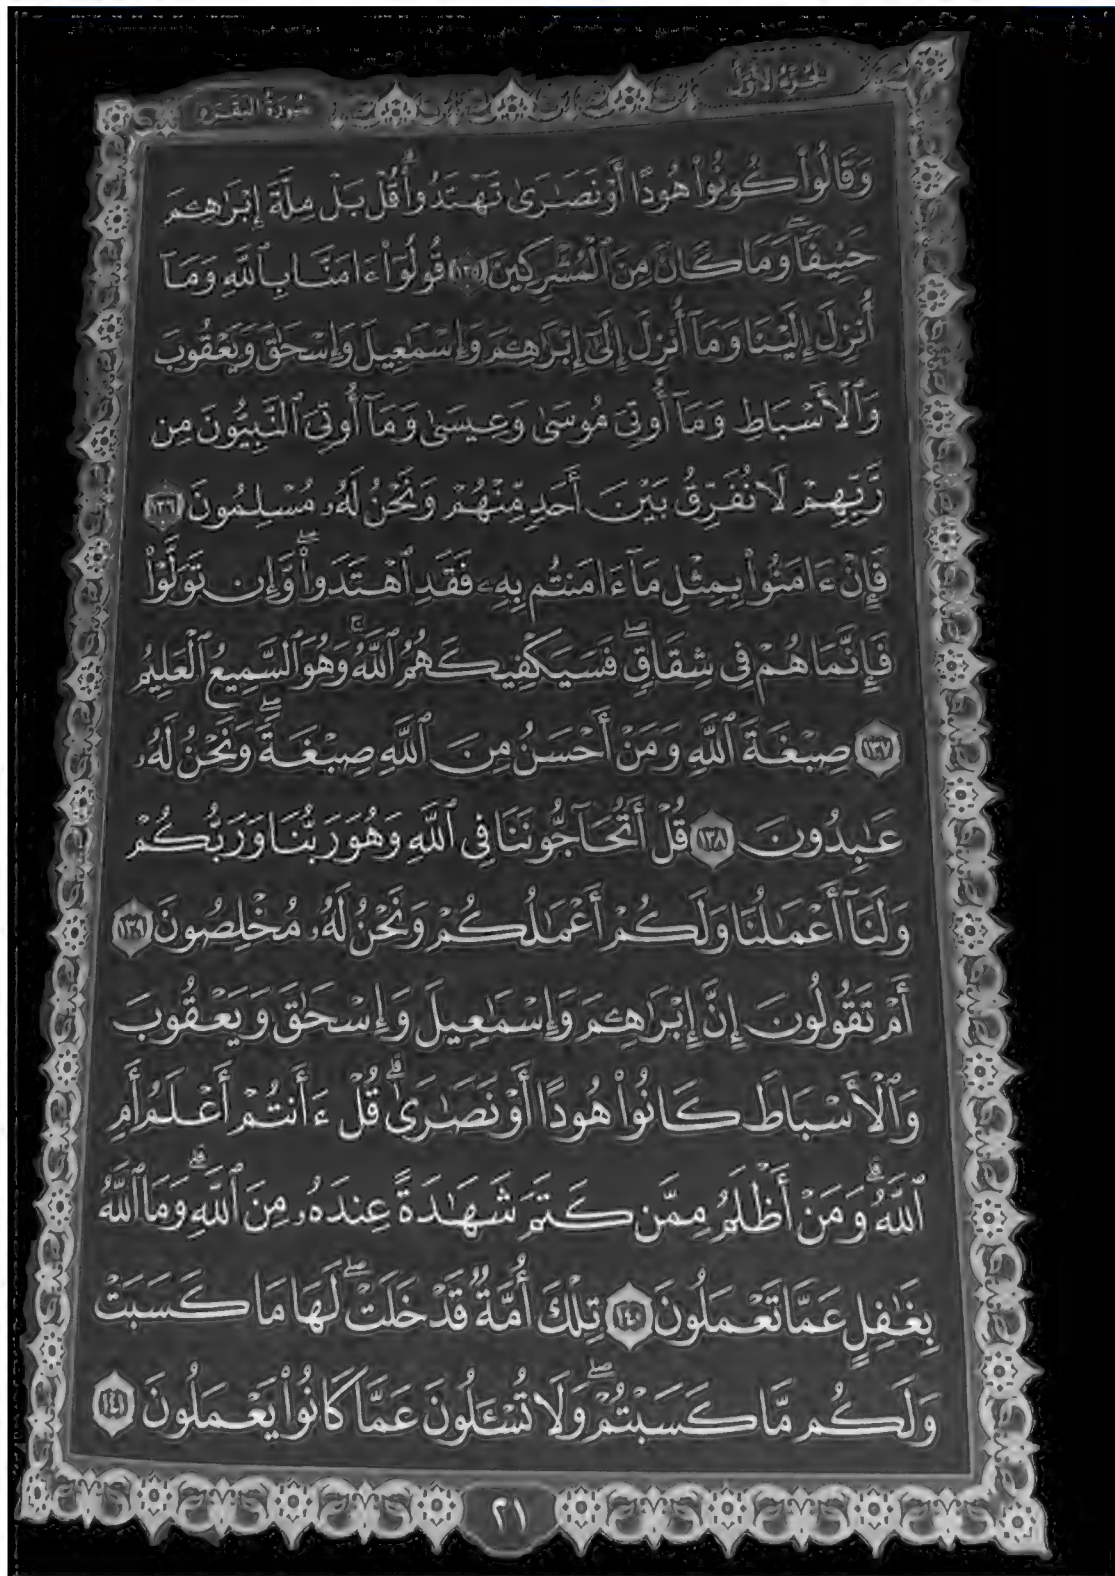 الجزء الأول
سورة البقرة
وَقَالُوا۟ كُونُوا۟ هُودًا أَوْ نَصَـٰرَىٰ تَهْتَدُوا۟ ۗ قُلْ بَلْ مِلَّةَ إِبْرَٰهِـۧمَ
حَنِيفًا ۖ وَمَا كَانَ مِنَ ٱلْمُشْرِكِينَ ١٣٥ قُولُوٓا۟ ءَامَنَّا بِٱللَّهِ وَمَآ
أُنزِلَ إِلَيْنَا وَمَآ أُنزِلَ إِلَىٰٓ إِبْرَٰهِـۧمَ وَإِسْمَـٰعِيلَ وَإِسْحَـٰقَ وَيَعْقُوبَ
وَٱلْأَسْبَاطِ وَمَآ أُوتِىَ مُوسَىٰ وَعِيسَىٰ وَمَآ أُوتِىَ ٱلنَّبِيُّونَ مِن
رَّبِّهِمْ لَا نُفَرِّقُ بَيْنَ أَحَدٍ مِّنْهُمْ وَنَحْنُ لَهُۥ مُسْلِمُونَ ١٣٦
فَإِنْ ءَامَنُوا۟ بِمِثْلِ مَآ ءَامَنتُم بِهِۦ فَقَدِ ٱهْتَدَوا۟ ۖ وَّإِن تَوَلَّوْا۟
فَإِنَّمَا هُمْ فِى شِقَاقٍ ۖ فَسَيَكْفِيكَهُمُ ٱللَّهُ ۚ وَهُوَ ٱلسَّمِيعُ ٱلْعَلِيمُ
١٣٧ صِبْغَةَ ٱللَّهِ ۖ وَمَنْ أَحْسَنُ مِنَ ٱللَّهِ صِبْغَةً ۖ وَنَحْنُ لَهُۥ
عَـٰبِدُونَ ١٣٨ قُلْ أَتُحَآجُّونَنَا فِى ٱللَّهِ وَهُوَ رَبُّنَا وَرَبُّكُمْ
وَلَنَآ أَعْمَـٰلُنَا وَلَكُمْ أَعْمَـٰلُكُمْ وَنَحْنُ لَهُۥ مُخْلِصُونَ ١٣٩
أَمْ تَقُولُونَ إِنَّ إِبْرَٰهِـۧمَ وَإِسْمَـٰعِيلَ وَإِسْحَـٰقَ وَيَعْقُوبَ
وَٱلْأَسْبَاطَ كَانُوا۟ هُودًا أَوْ نَصَـٰرَىٰ ۗ قُلْ ءَأَنتُمْ أَعْلَمُ أَمِ
ٱللَّهُ ۗ وَمَنْ أَظْلَمُ مِمَّن كَتَمَ شَهَـٰدَةً عِندَهُۥ مِنَ ٱللَّهِ ۗ وَمَا ٱللَّهُ
بِغَـٰفِلٍ عَمَّا تَعْمَلُونَ ١٤٠ تِلْكَ أُمَّةٌ قَدْ خَلَتْ ۖ لَهَا مَا كَسَبَتْ
وَلَكُم مَّا كَسَبْتُمْ ۖ وَلَا تُسْـَٔلُونَ عَمَّا كَانُوا۟ يَعْمَلُونَ ١٤١
٢١